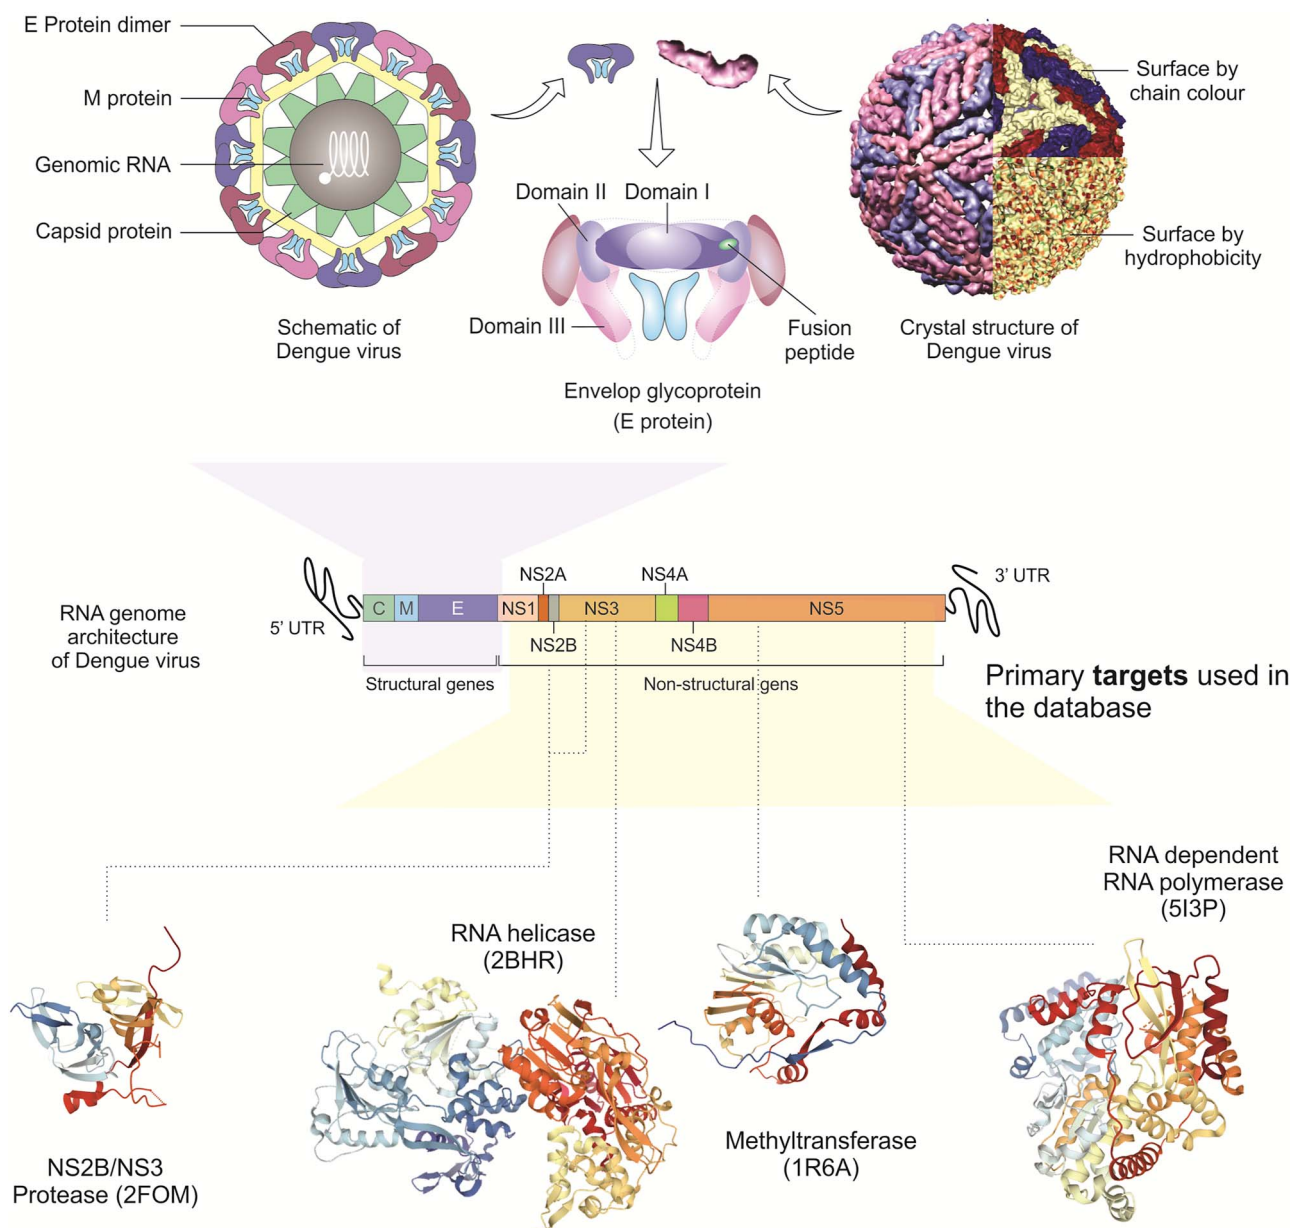 E Protein dimer
M protein
Genomic RNA
Capsid protein
Schematic of
Dengue virus
Domain II
Domain I
Domain III
Fusion
peptide
Envelop glycoprotein
(E protein)
Surface by
chain colour
Surface by
hydrophobicity
Crystal structure of
Dengue virus
RNA genome
architecture
of Dengue virus
5’ UTR
C
M
E
NS1
NS2A
NS2B
NS3
NS4A
NS4B
NS5
3’ UTR
Structural genes
Non-structural gens
Primary targets used in
the database
NS2B/NS3
Protease (2FOM)
RNA helicase
(2BHR)
Methyltransferase
(1R6A)
RNA dependent
RNA polymerase
(5I3P)